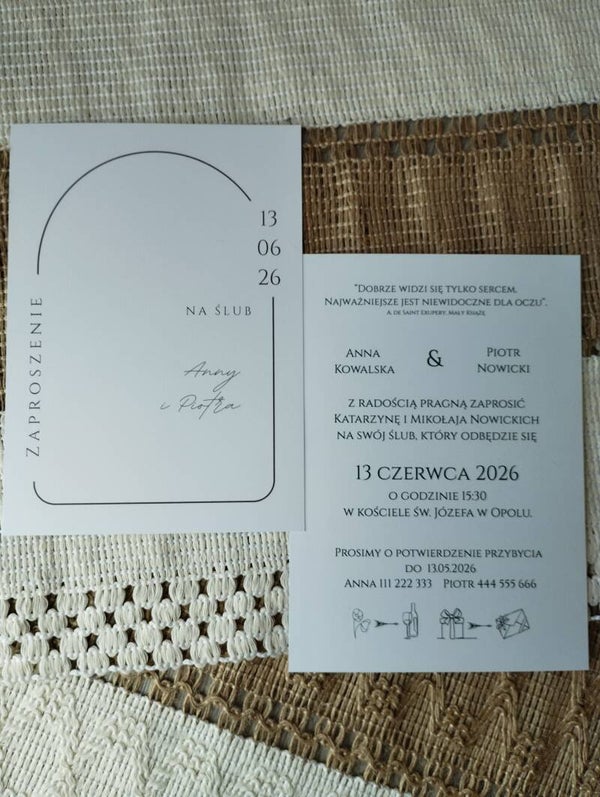 ZAPROSZENIE
13
06
26
NA ŚLUB
Anny
i Piotra
"DOBRZE WIDZI SIĘ TYLKO SERCEM.
NAJWAŻNIEJSZE JEST NIEWIDOCZNE DLA OCZU".
A. DE SAINT EXUPERY, MAŁY KSIĄŻĘ
ANNA
KOWALSKA
&
PIOTR
NOWICKI
Z RADOŚCIĄ PRAGNĄ ZAPROSIĆ
KATARZYNĘ I MIKOŁAJA NOWICKICH
NA SWÓJ ŚLUB, KTÓRY ODBĘDZIE SIĘ
13 CZERWCA 2026
O GODZINIE 15:30
W KOŚCIELE ŚW. JÓZEFA W OPOLU.
PROSIMY O POTWIERDZENIE PRZYBYCIA
DO 13.05.2026
ANNA 111 222 333 PIOTR 444 555 666